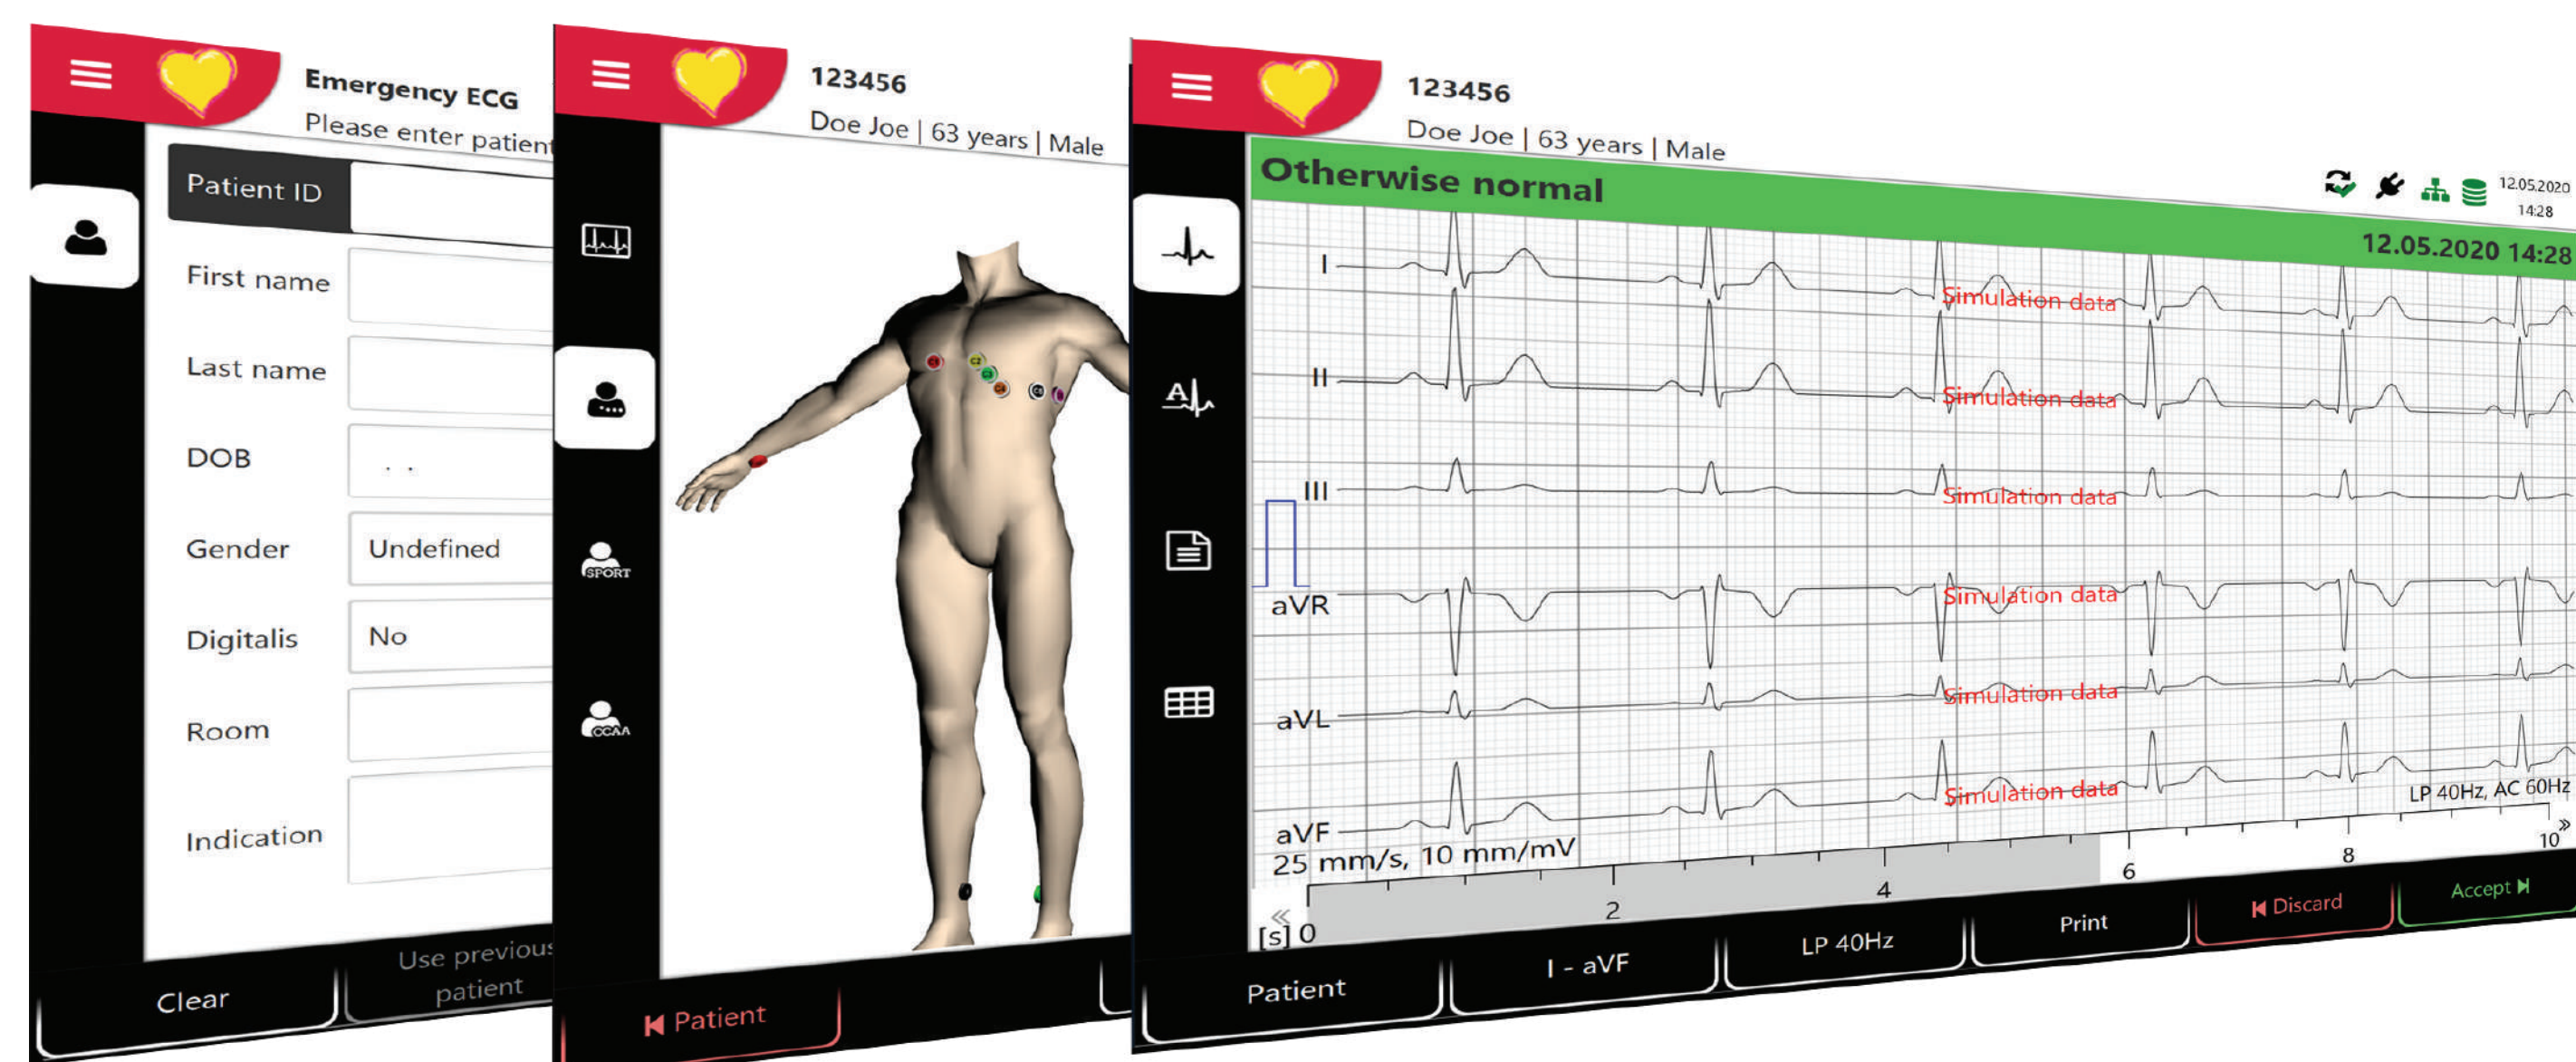 Emergency ECG
Please enter patient
Patient ID
First name
Last name
DOB
. .
Gender
Undefined
Digitalis
No
Room
Indication
Clear
Use previous
patient
123456
Doe Joe | 63 years | Male
C2
C3
C4
SPORT
CCAA
Patient
123456
Doe Joe | 63 years | Male
Otherwise normal
12.05.2020
14:28
12.05.2020 14:28
A
I
Simulation data
II
Simulation data
III
Simulation data
aVR
Simulation data
aVL
Simulation data
aVF
Simulation data
LP 40Hz, AC 60Hz
25 mm/s, 10 mm/mV
[s] 0
2
4
6
8
10
Patient
I - aVF
LP 40Hz
Print
Discard
Accept